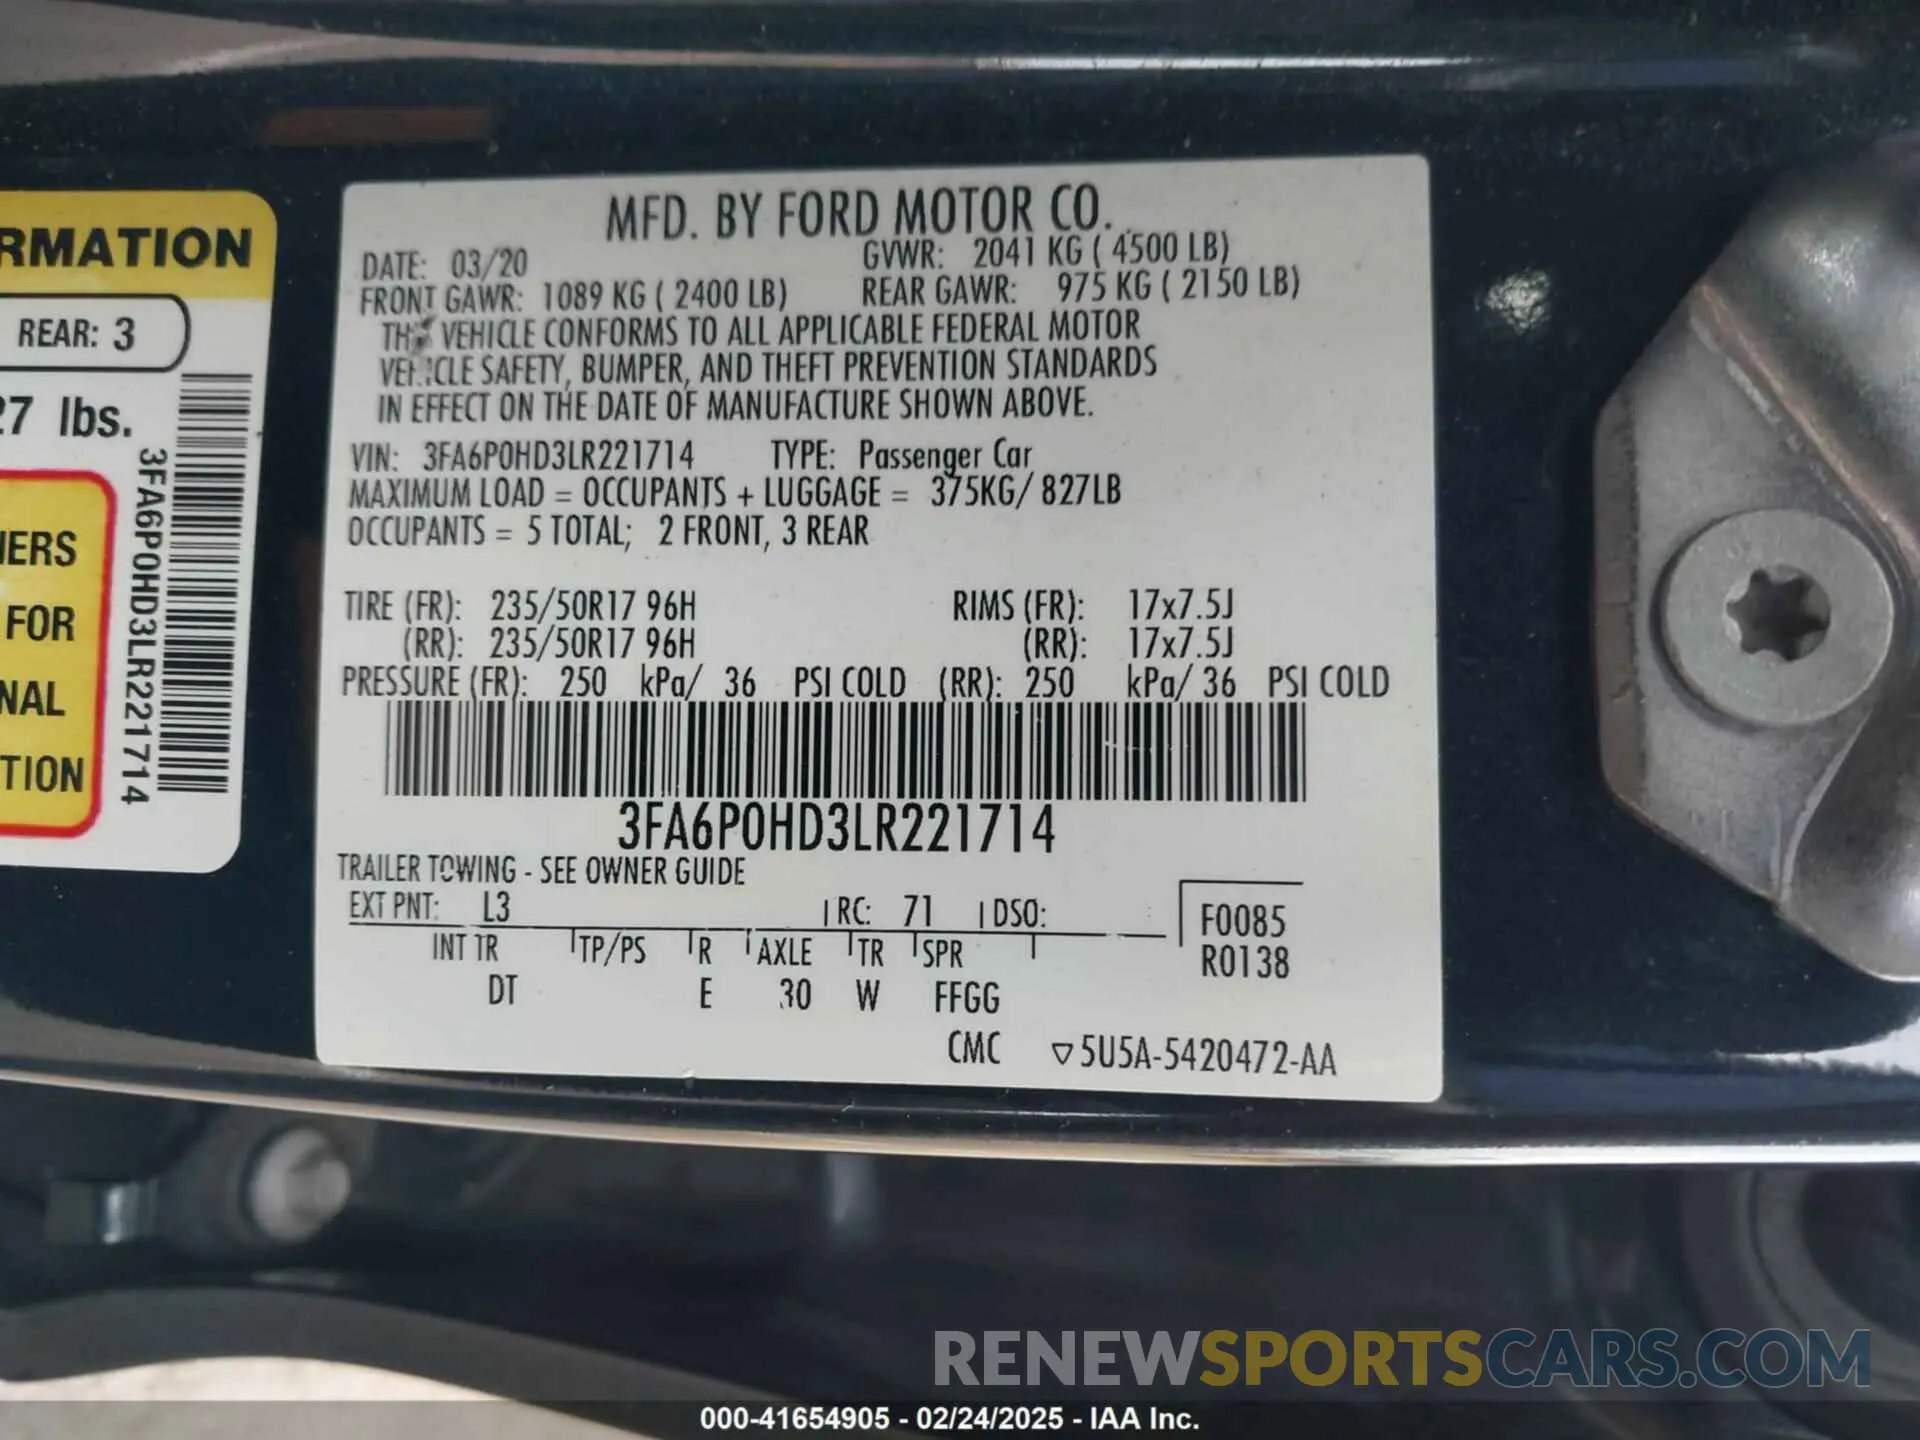 RMATION
REAR: 3
27 lbs.
3FA6P0HD3LR221714
NERS
FOR
NAL
TION
MFD. BY FORD MOTOR CO.
DATE: 03/20 GVWR: 2041 KG ( 4500 LB)
FRONT GAWR: 1089 KG ( 2400 LB) REAR GAWR: 975 KG ( 2150 LB)
THIS VEHICLE CONFORMS TO ALL APPLICABLE FEDERAL MOTOR
VEHICLE SAFETY, BUMPER, AND THEFT PREVENTION STANDARDS
IN EFFECT ON THE DATE OF MANUFACTURE SHOWN ABOVE.
VIN: 3FA6P0HD3LR221714 TYPE: Passenger Car
MAXIMUM LOAD = OCCUPANTS + LUGGAGE = 375KG/ 827LB
OCCUPANTS = 5 TOTAL; 2 FRONT, 3 REAR
TIRE (FR): 235/50R17 96H RIMS (FR): 17x7.5J
(RR): 235/50R17 96H (RR): 17x7.5J
PRESSURE (FR): 250 kPa/ 36 PSI COLD (RR): 250 kPa/ 36 PSI COLD
3FA6P0HD3LR221714
TRAILER TOWING - SEE OWNER GUIDE
EXT PNT: L3 RC: 71 DSO:
F0085
R0138
INT TR TP/PS R AXLE TR SPR
DT E 30 W FFGG
CMC ▽5U5A-5420472-AA
RENEWSPORTSCARS.COM
000-41654905 - 02/24/2025 - IAA Inc.